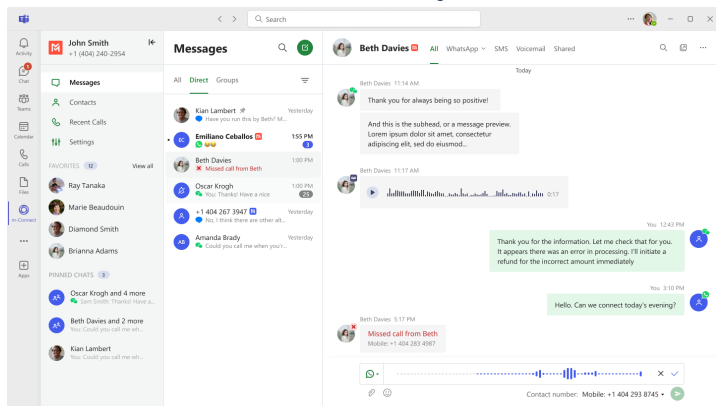 Search
Activity
Chat
Teams
Calendar
Calls
Files
m-Connect
Apps
John Smith
+1 (404) 240-2954
Messages
Contacts
Recent Calls
Settings
FAVORITES 12 View all
Ray Tanaka
Marie Beaudouin
Diamond Smith
Brianna Adams
PINNED CHATS 3
Oscar Krogh and 4 more
Sam Smith: Thanks! Have a...
Beth Davies and 2 more
You: Could you call me wh...
Kian Lambert
You: Could you call me wh...
Messages
All Direct Groups
Kian Lambert Yesterday
Have you run this by Beth? M...
EC Emiliano Ceballos 1:55 PM
3
Beth Davies 1:00 PM
Missed call from Beth
Oscar Krogh 1:00 PM
You: Thanks! Have a nice 25
+1 404 267 3947 Yesterday
No, I think there are other alt...
AB Amanda Brady Yesterday
Could you call me when you'r...
Beth Davies All WhatsApp SMS Voicemail Shared
Today
Beth Davies 11:14 AM
Thank you for always being so positive!
And this is the subhead, or a message preview.
Lorem ipsum dolor sit amet, consectetur
adipiscing elit, sed do eiusmod...
Beth Davies 11:17 AM
0:17
You 12:43 PM
Thank you for the information. Let me check that for you.
It appears there was an error in processing. I'll initiate a
refund for the incorrect amount immediately
You 3:10 PM
Hello. Can we connect today's evening?
Beth Davies 5:17 PM
Missed call from Beth
Mobile: +1 404 283 4987
Contact number: Mobile: +1 404 293 8745